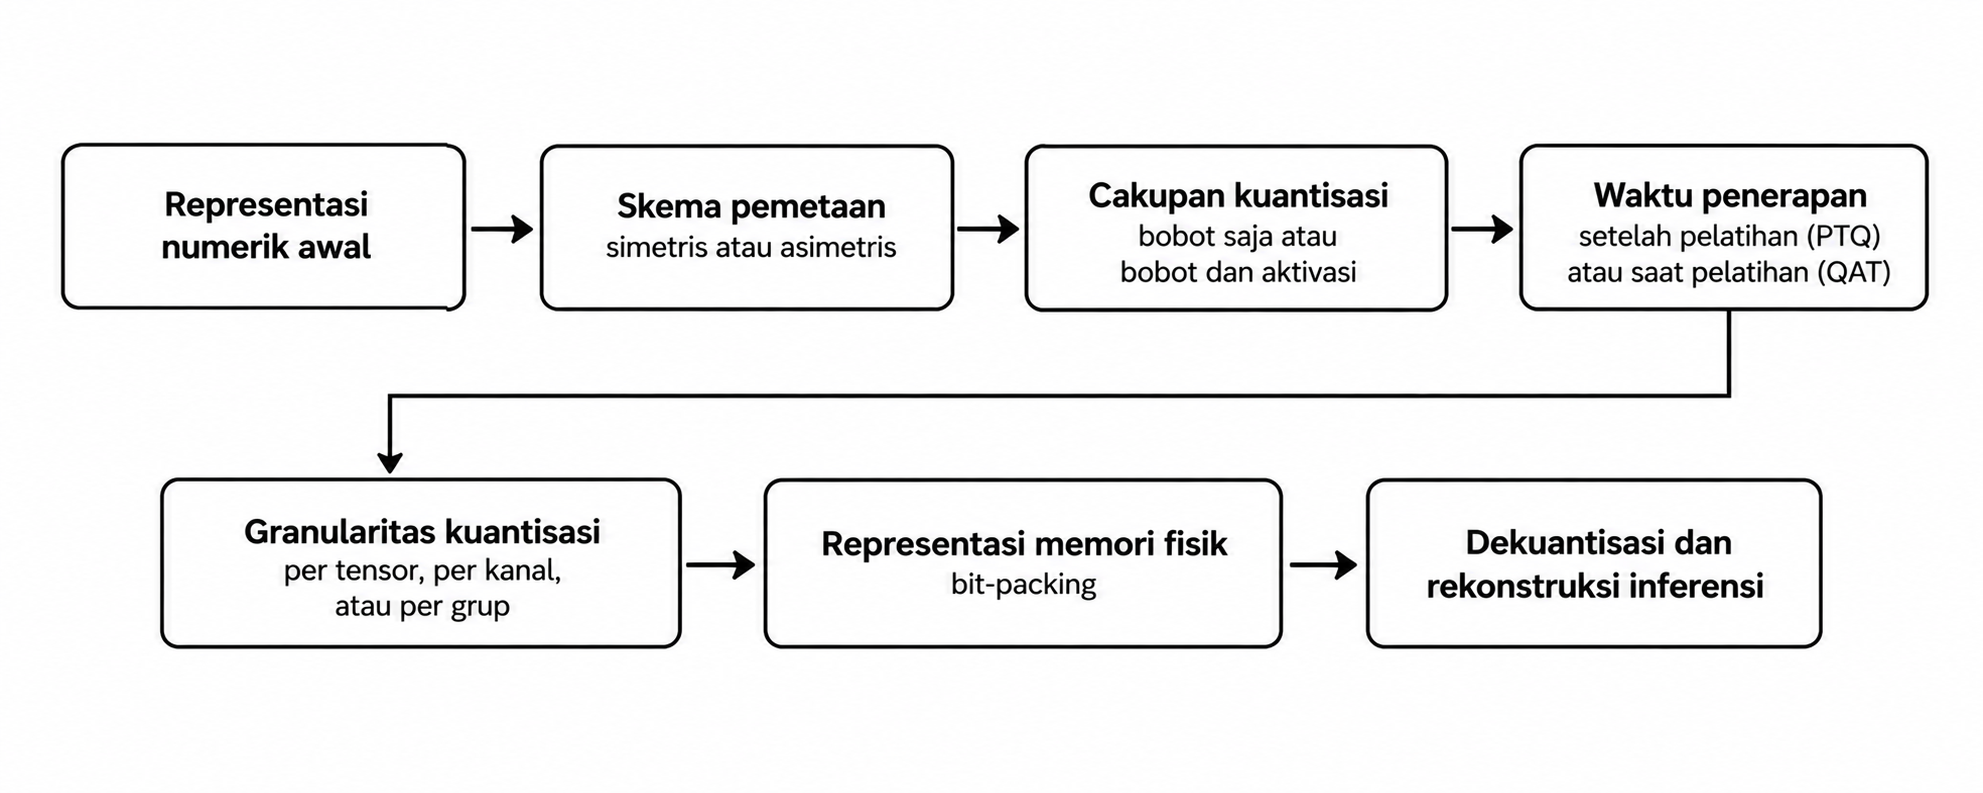 Representasi
numerik awal
Skema pemetaan
simetris atau asimetris
Cakupan kuantisasi
bobot saja atau
bobot dan aktivasi
Waktu penerapan
setelah pelatihan (PTQ)
atau saat pelatihan (QAT)
Granularitas kuantisasi
per tensor, per kanal,
atau per grup
Representasi memori fisik
bit-packing
Dekuantisasi dan
rekonstruksi inferensi